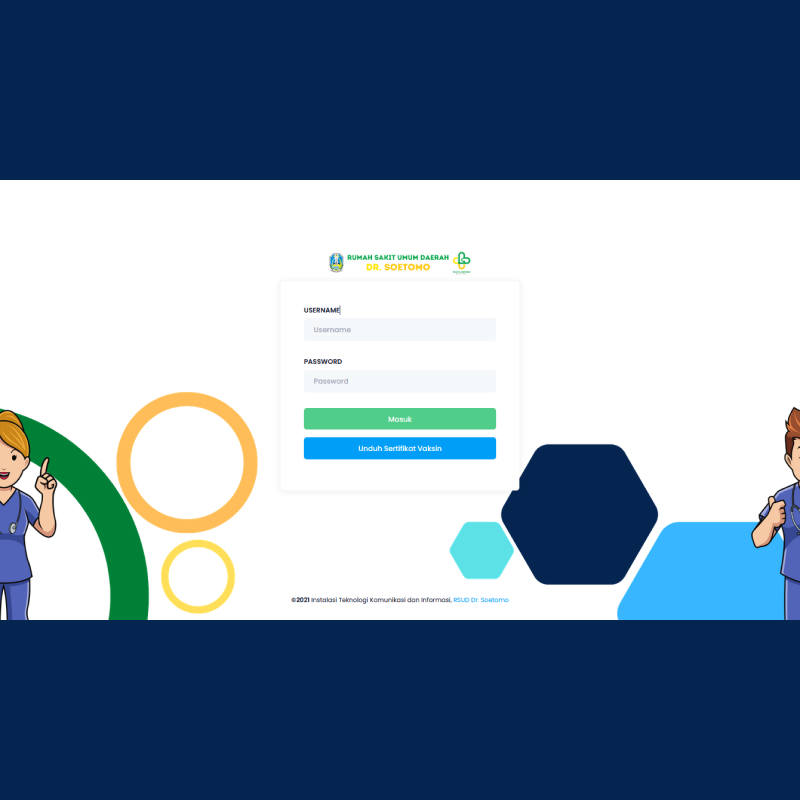 RUMAH SAKIT UMUM DAERAH
DR. SOETOMO
USERNAME
Username
PASSWORD
Password
Masuk
Unduh Sertifikat Vaksin
©2021 Instalasi Teknologi Komunikasi dan Informasi, RSUD Dr. Soetomo